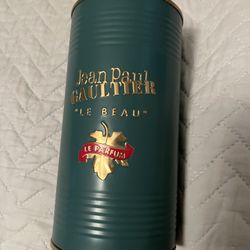 Jean Paul
GAULTIER
"LE BEAU"
LE PARFUM